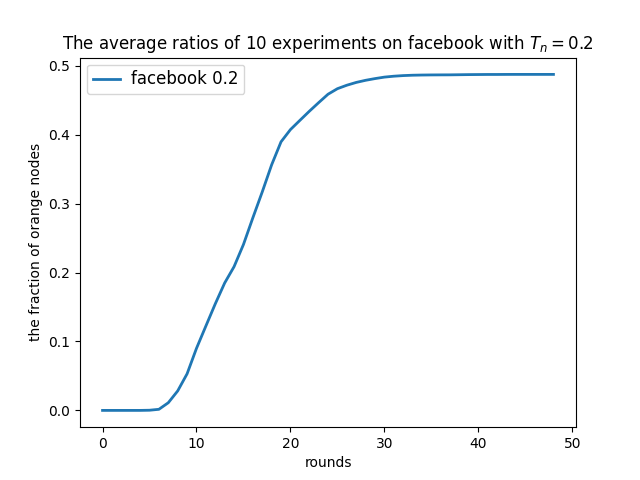 The average ratios of 10 experiments on facebook with $T_n = 0.2$
facebook 0.2
the fraction of orange nodes
0.5
0.4
0.3
0.2
0.1
0.0
0 10 20 30 40 50
rounds